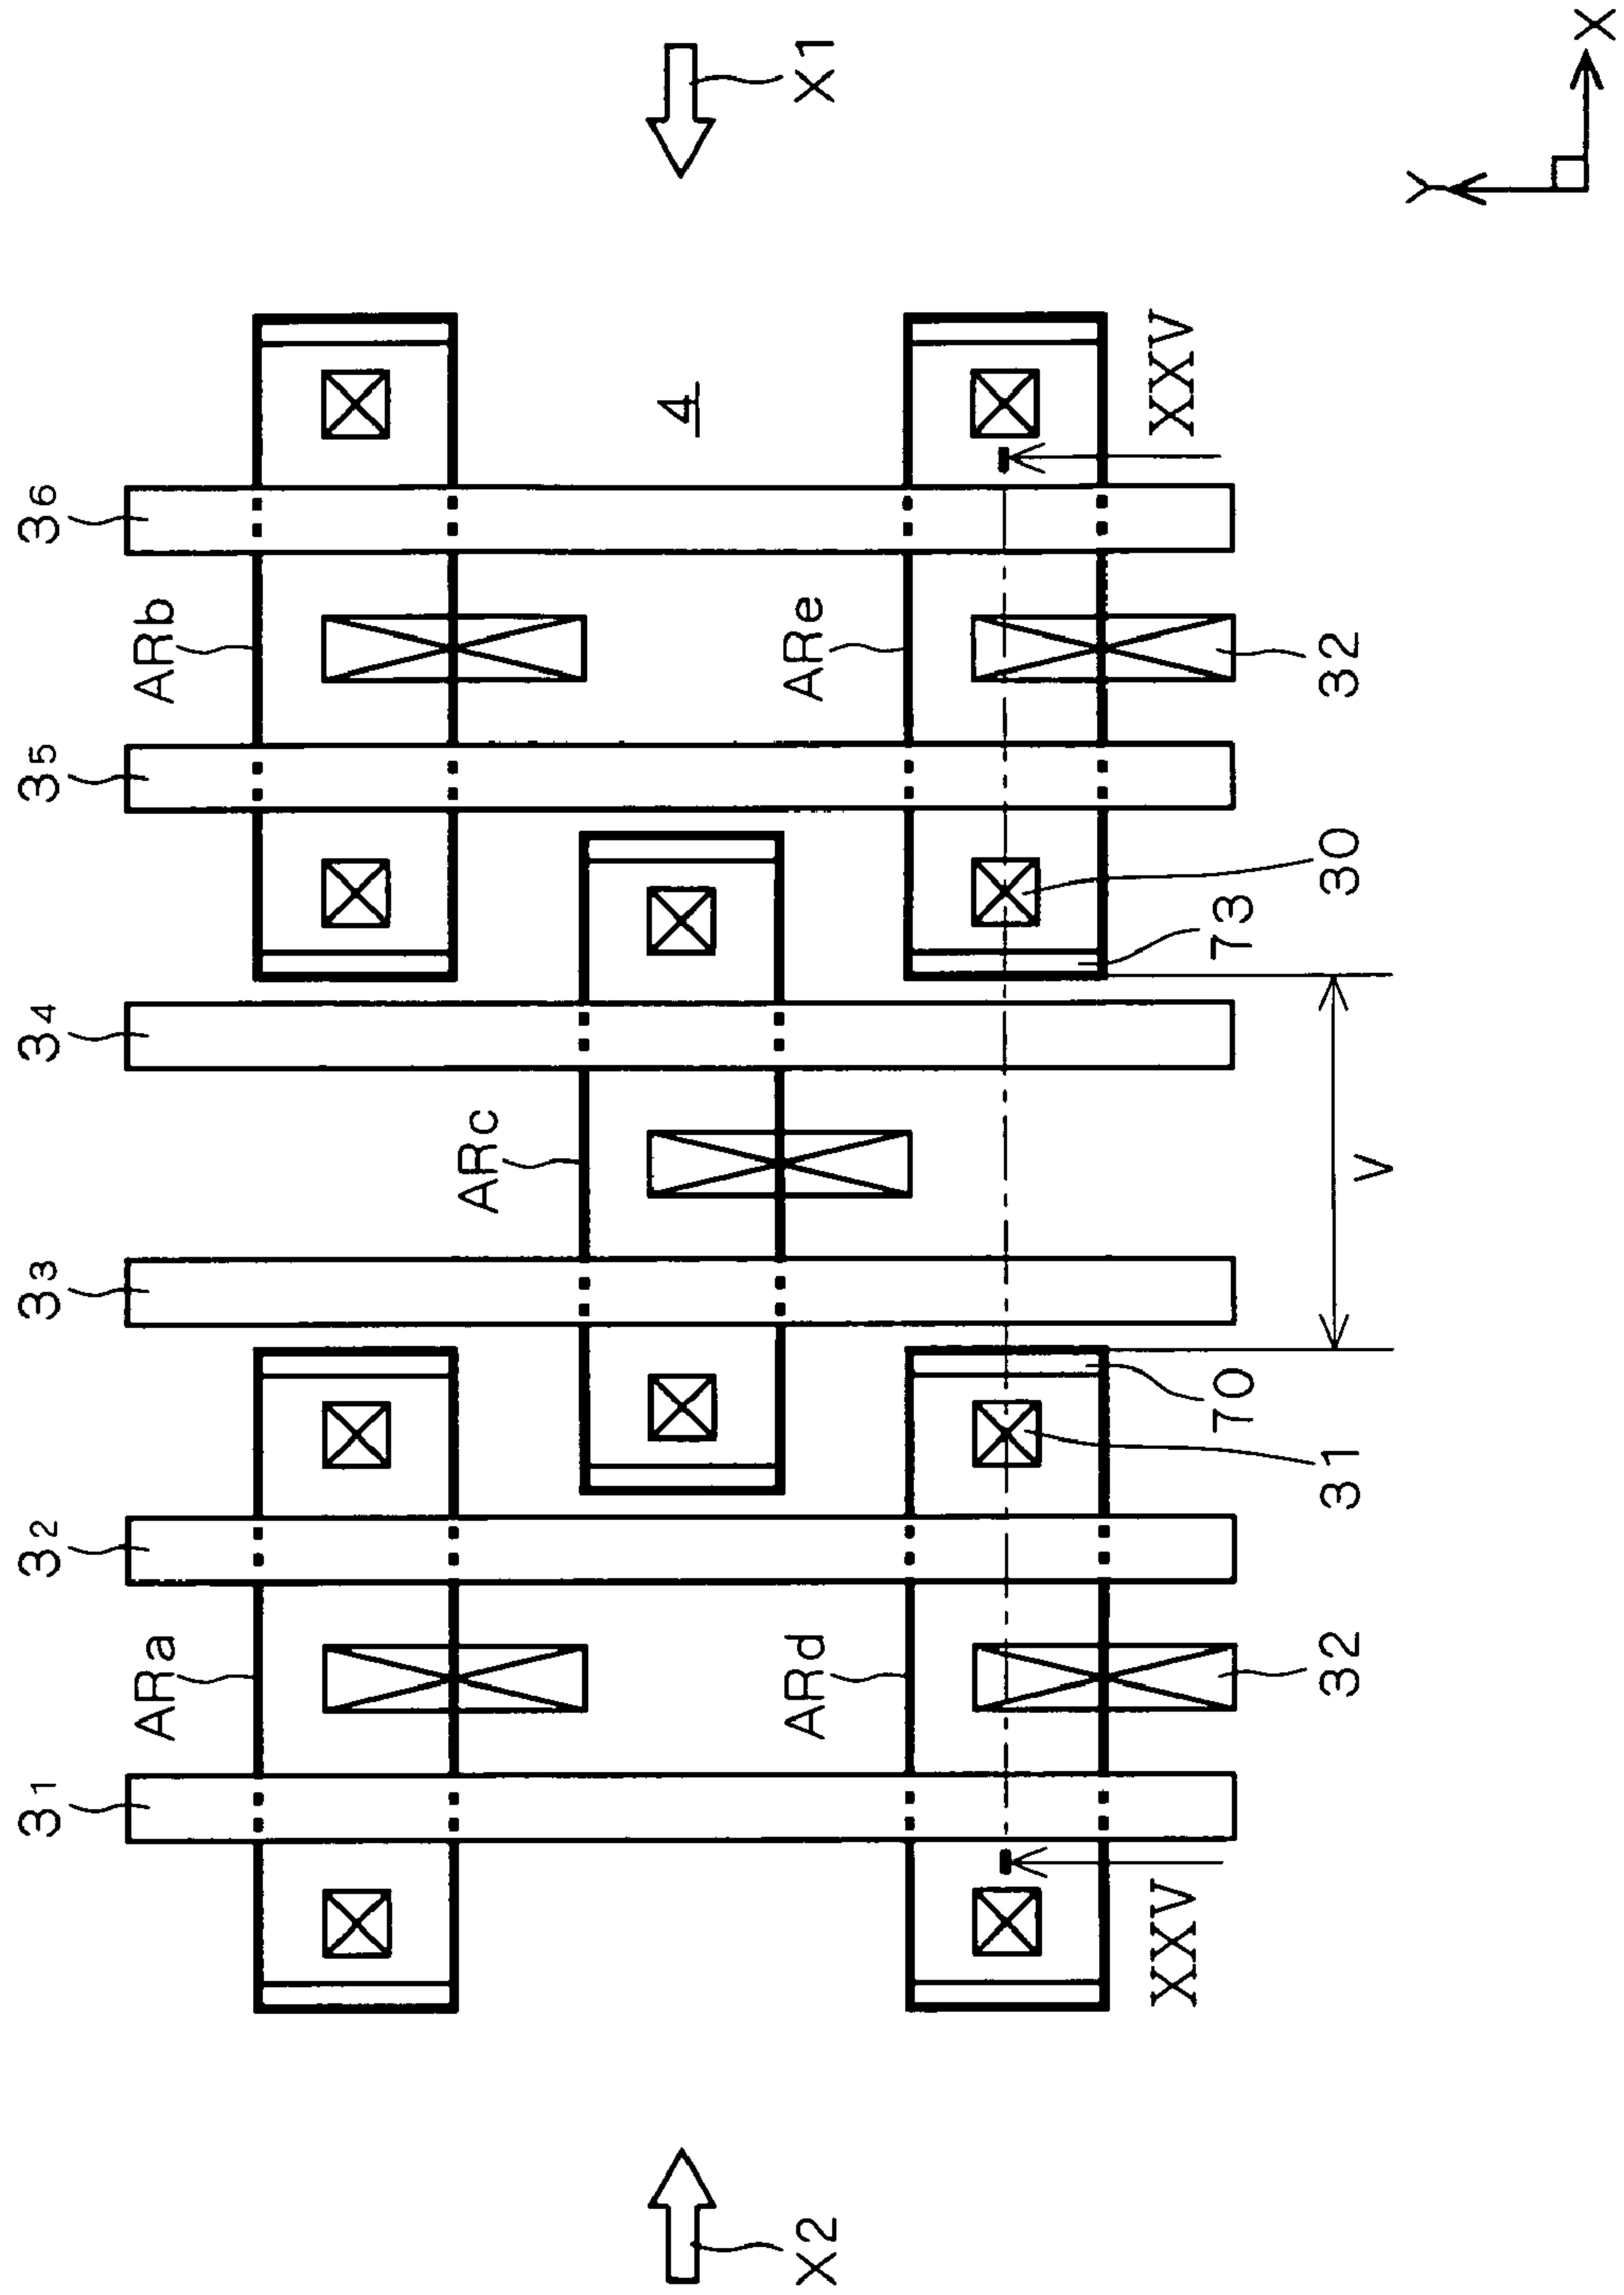 3₁
3₂
3₃
3₄
3₅
3₆
ARa
ARb
ARc
4
X2
ARd
ARe
X1
XXV
XXV
70
73
32
31
30
32
V
Y
X